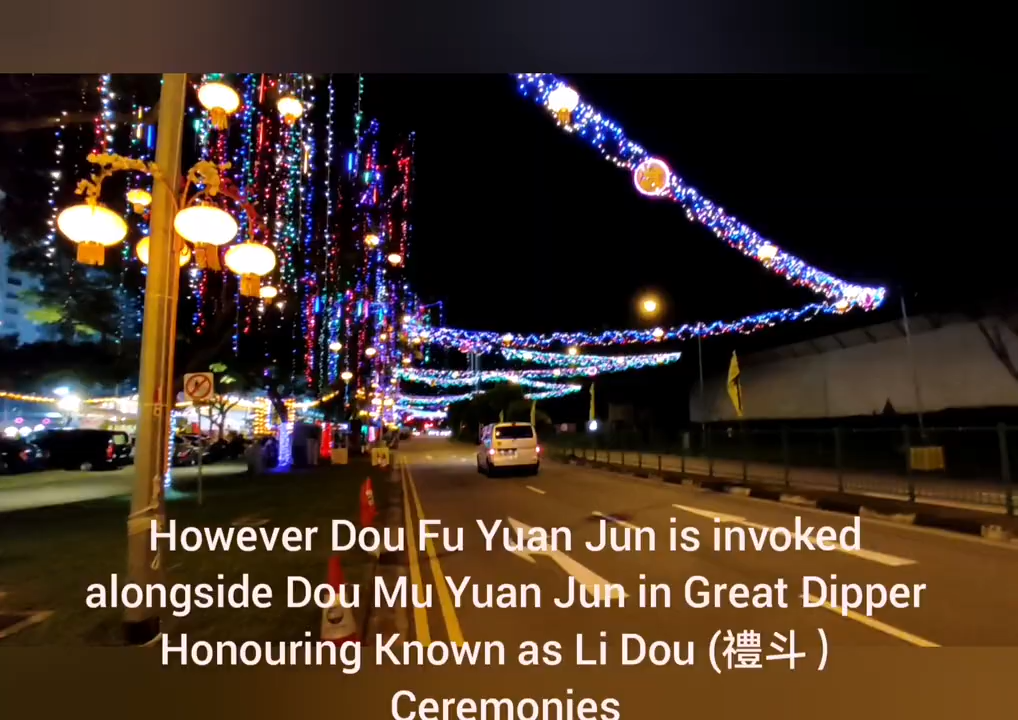 However Dou Fu Yuan Jun is invoked
alongside Dou Mu Yuan Jun in Great Dipper
Honouring Known as Li Dou (禮斗 )
Ceremonies